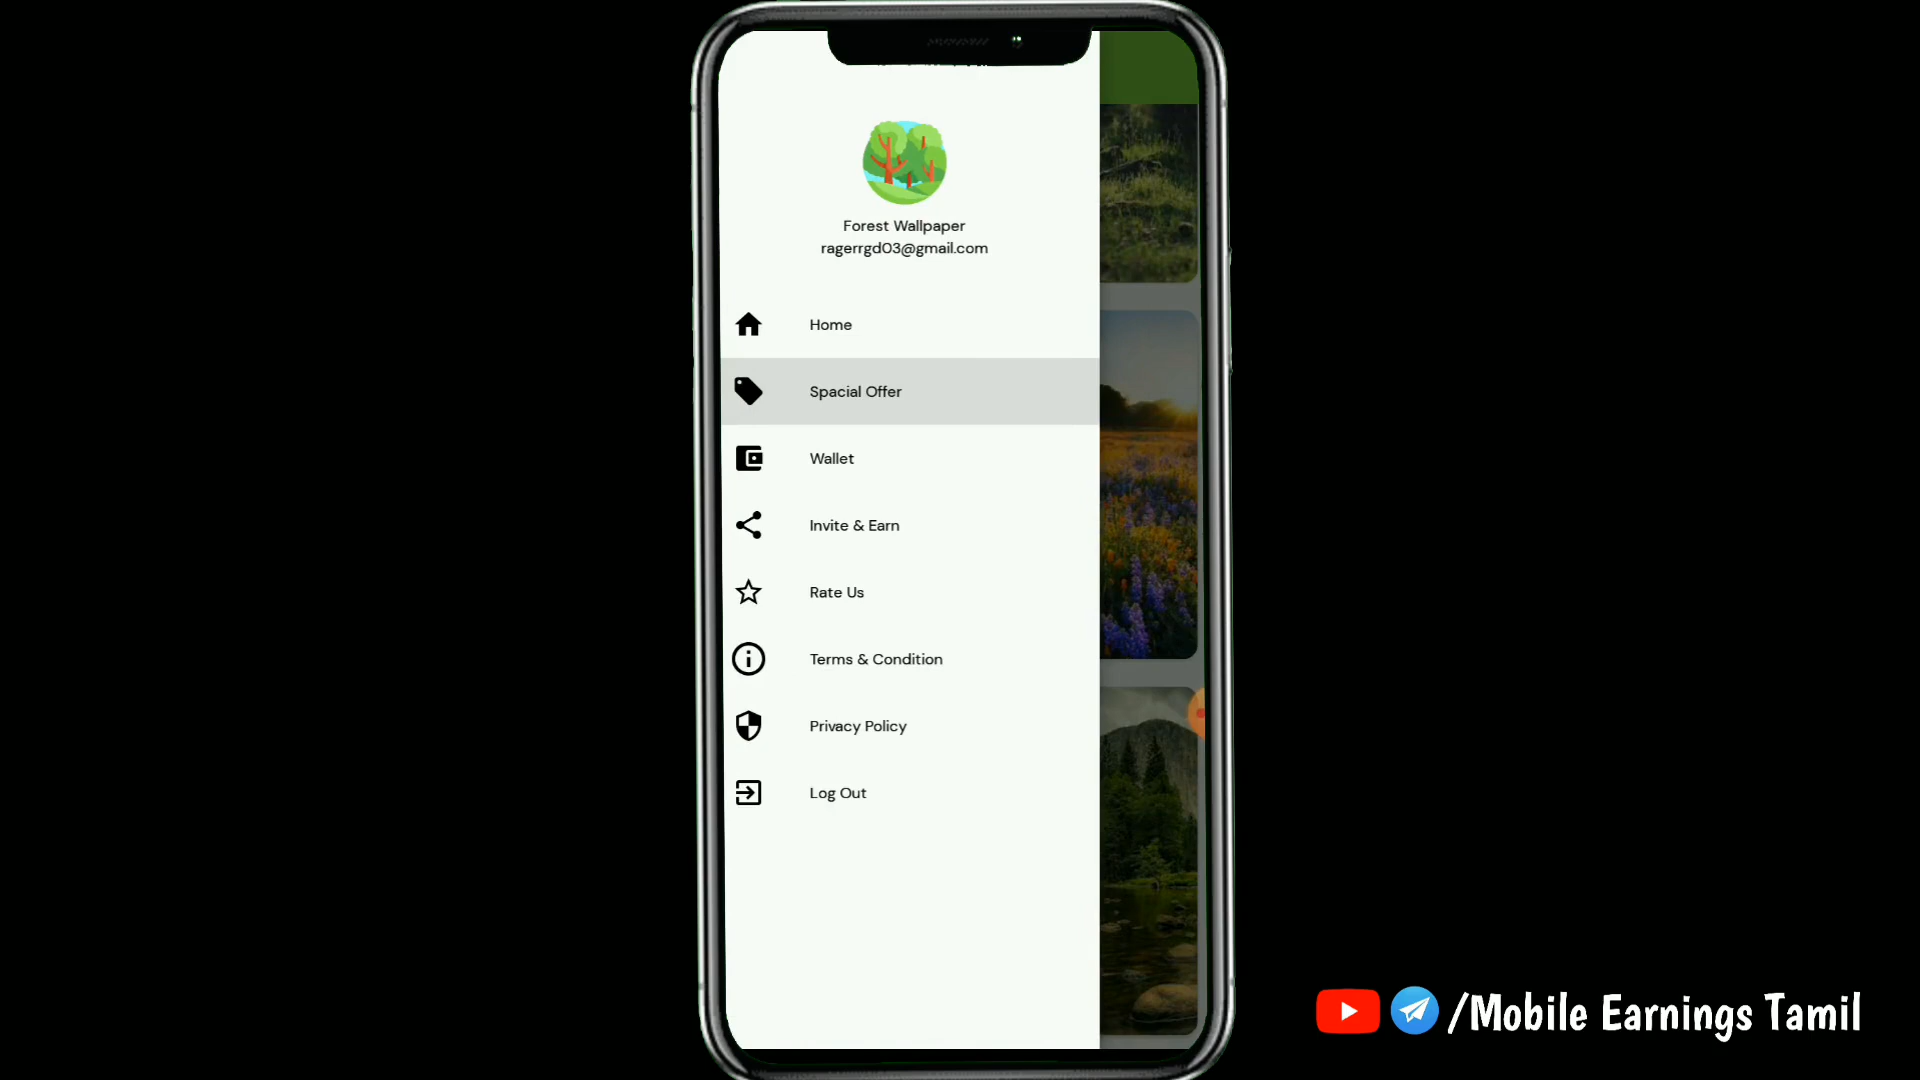 Forest Wallpaper
ragerrgd03@gmail.com
Home
Spacial Offer
Wallet
Invite & Earn
Rate Us
Terms & Condition
Privacy Policy
Log Out
/Mobile Earnings Tamil